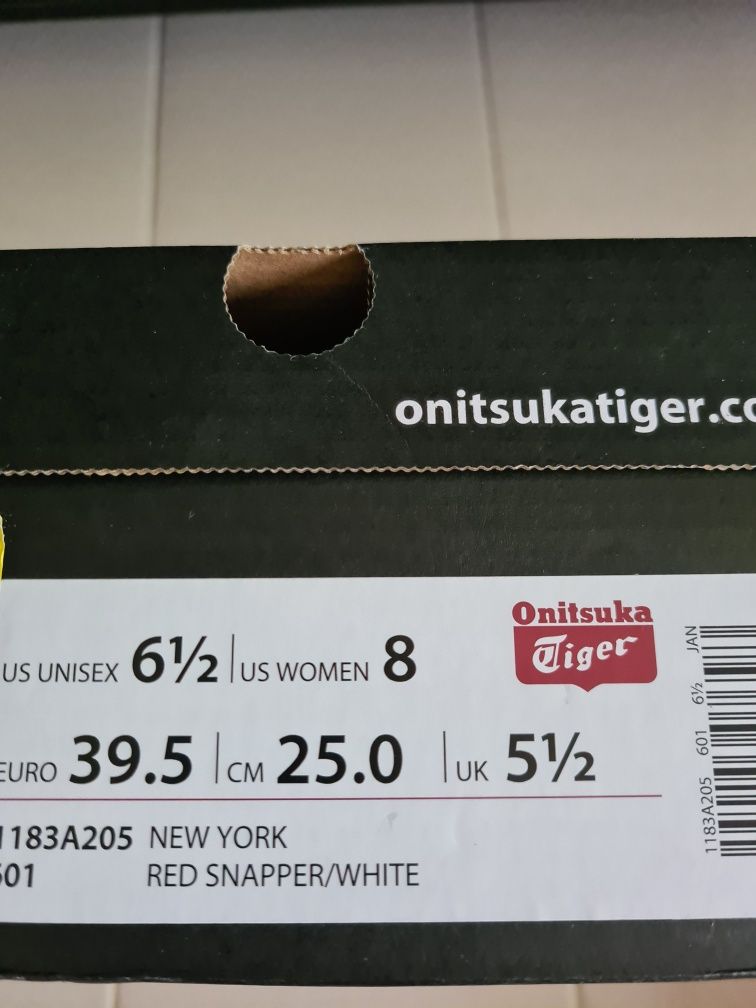 onitsukatiger.co
Onitsuka
Tiger
US UNISEX 6½ US WOMEN 8
EURO 39.5 CM 25.0 UK 5½
1183A205 NEW YORK
601 RED SNAPPER/WHITE
1183A205 601 6½ JAN